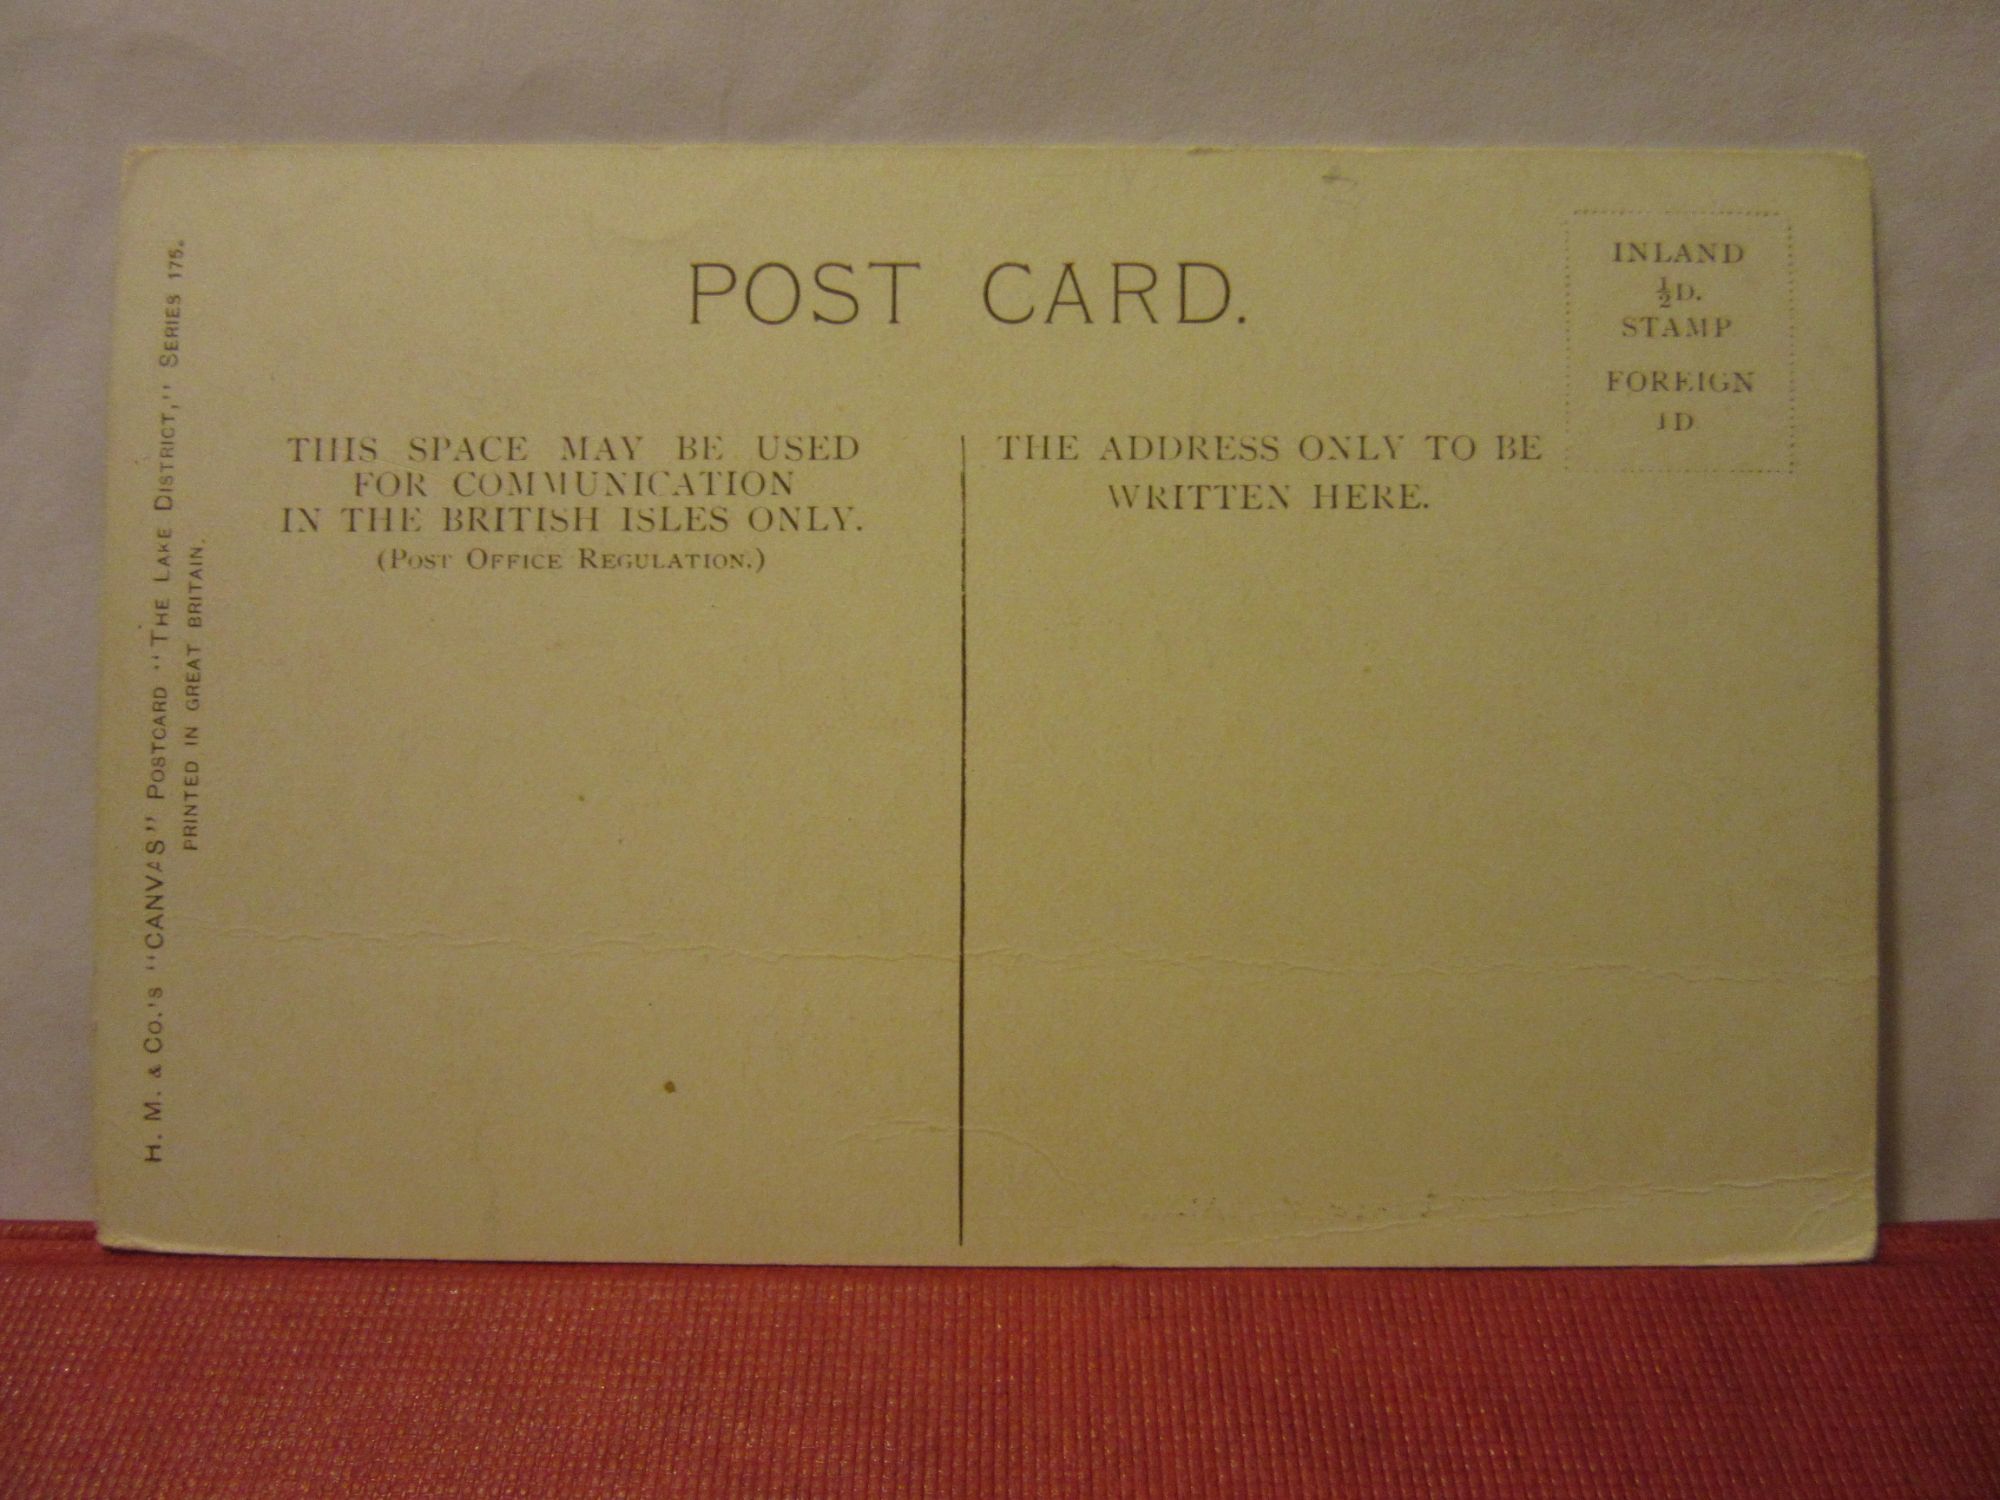 POST CARD.
INLAND
½D.
STAMP
FOREIGN
1D
THIS SPACE MAY BE USED
FOR COMMUNICATION
IN THE BRITISH ISLES ONLY.
(POST OFFICE REGULATION.)
THE ADDRESS ONLY TO BE
WRITTEN HERE.
H. M. & Co.'s "CANVAS" POSTCARD "THE LAKE DISTRICT," SERIES 175.
PRINTED IN GREAT BRITAIN.